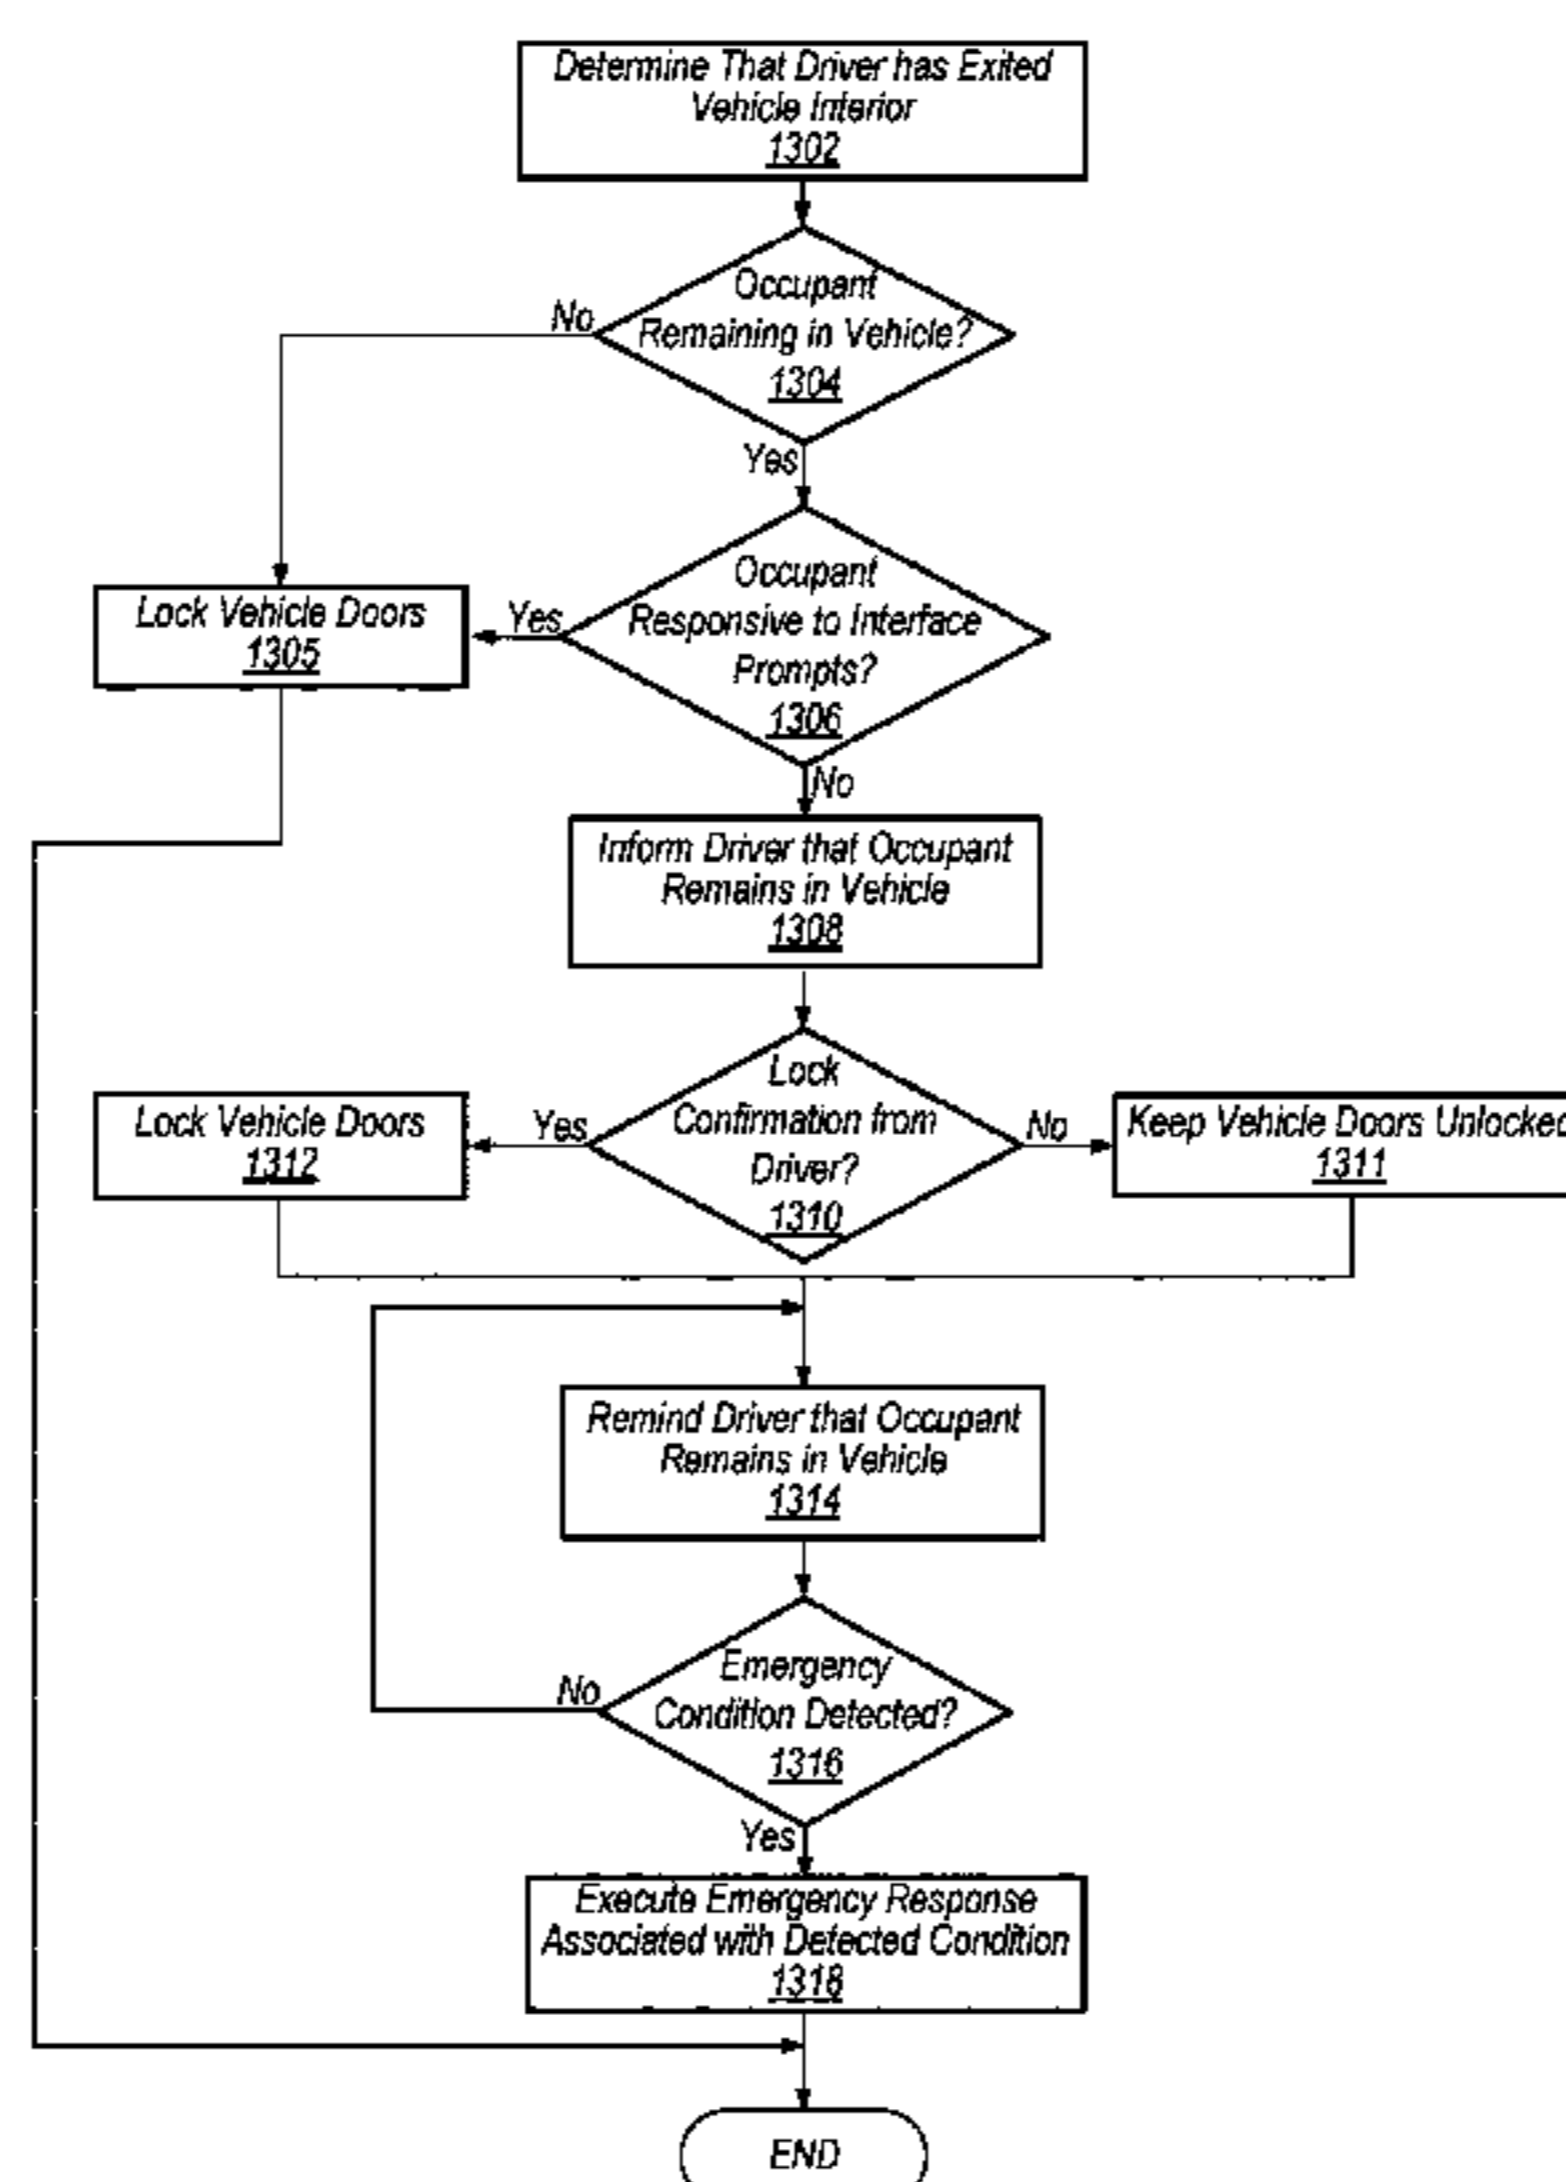 Determine That Driver has Exited
Vehicle Interior
1302
Occupant
Remaining in Vehicle?
1304
No
Yes
Occupant
Responsive to Interface
Prompts?
1306
Yes
Lock Vehicle Doors
1305
No
Inform Driver that Occupant
Remains in Vehicle
1308
Lock
Confirmation from
Driver?
1310
Yes
Lock Vehicle Doors
1312
No
Keep Vehicle Doors Unlocked
1311
Remind Driver that Occupant
Remains in Vehicle
1314
Emergency
Condition Detected?
1316
No
Yes
Execute Emergency Response
Associated with Detected Condition
1318
END